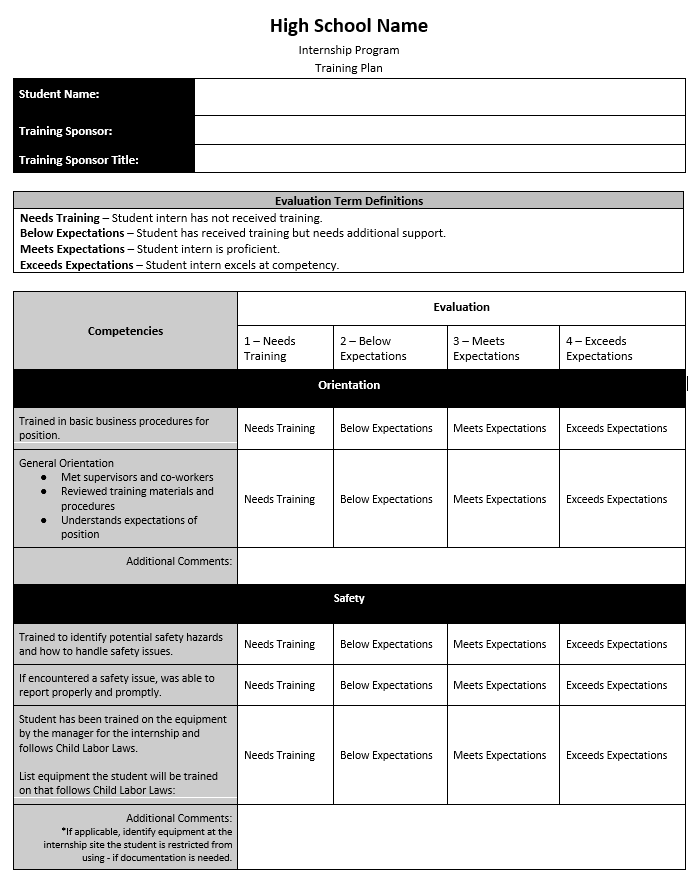 High School Name
Internship Program
Training Plan
Student Name:
Training Sponsor:
Training Sponsor Title:
Evaluation Term Definitions
Needs Training – Student intern has not received training.
Below Expectations – Student has received training but needs additional support.
Meets Expectations – Student intern is proficient.
Exceeds Expectations – Student intern excels at competency.
Competencies
Evaluation
1 – Needs
Training
2 – Below
Expectations
3 – Meets
Expectations
4 – Exceeds
Expectations
Orientation
Trained in basic business procedures for
position.
Needs Training
Below Expectations
Meets Expectations
Exceeds Expectations
General Orientation
● Met supervisors and co-workers
● Reviewed training materials and
procedures
● Understands expectations of
position
Needs Training
Below Expectations
Meets Expectations
Exceeds Expectations
Additional Comments:
Safety
Trained to identify potential safety hazards
and how to handle safety issues.
Needs Training
Below Expectations
Meets Expectations
Exceeds Expectations
If encountered a safety issue, was able to
report properly and promptly.
Needs Training
Below Expectations
Meets Expectations
Exceeds Expectations
Student has been trained on the equipment
by the manager for the internship and
follows Child Labor Laws.
List equipment the student will be trained
on that follows Child Labor Laws:
Needs Training
Below Expectations
Meets Expectations
Exceeds Expectations
Additional Comments:
*If applicable, identify equipment at the
internship site the student is restricted from
using - if documentation is needed.